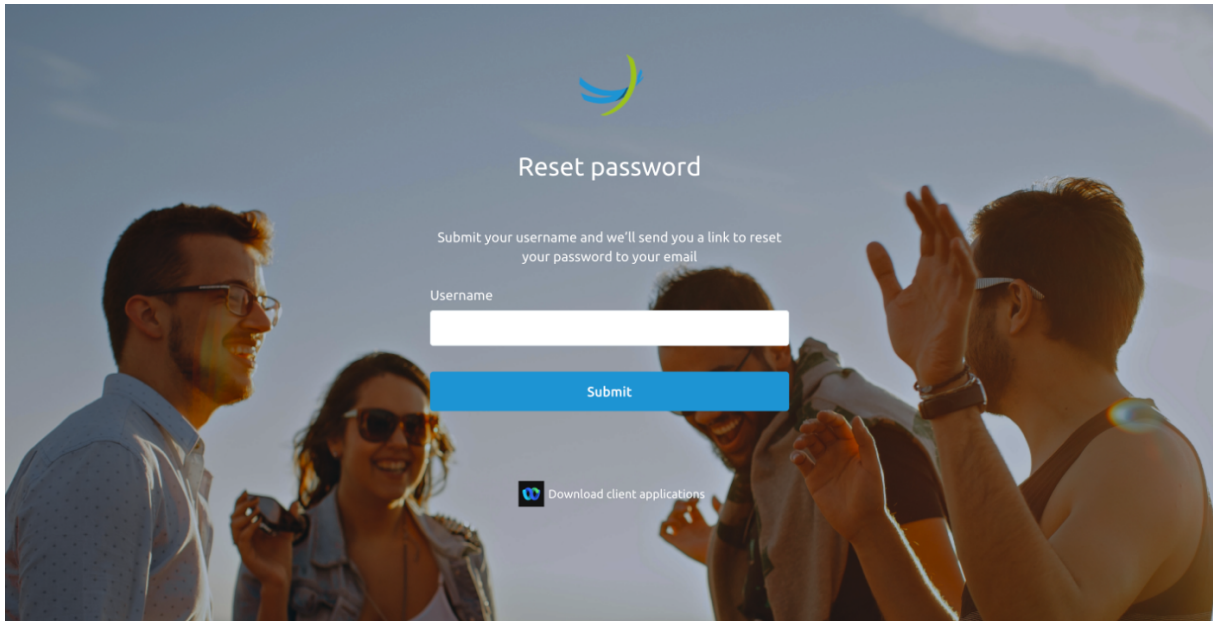 Reset password
Submit your username and we'll send you a link to reset
your password to your email
Username
Submit
Download client applications